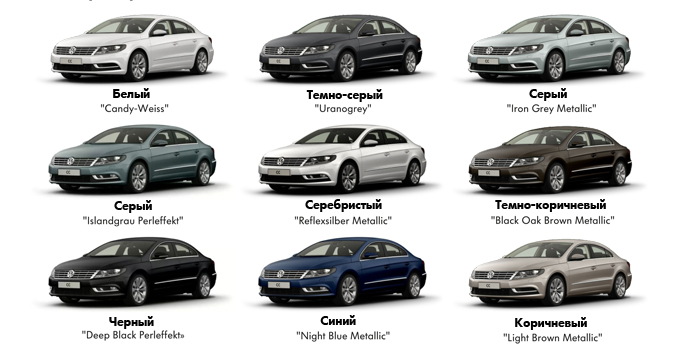 Белый
"Candy-Weiss"
Темно-серый
"Uranogrey"
Серый
"Iron Grey Metallic"
Серый
"Islandgrau Perleffekt"
Серебристый
"Reflexsilber Metallic"
Темно-коричневый
"Black Oak Brown Metallic"
Черный
"Deep Black Perleffekt»
Синий
"Night Blue Metallic"
Коричневый
"Light Brown Metallic"